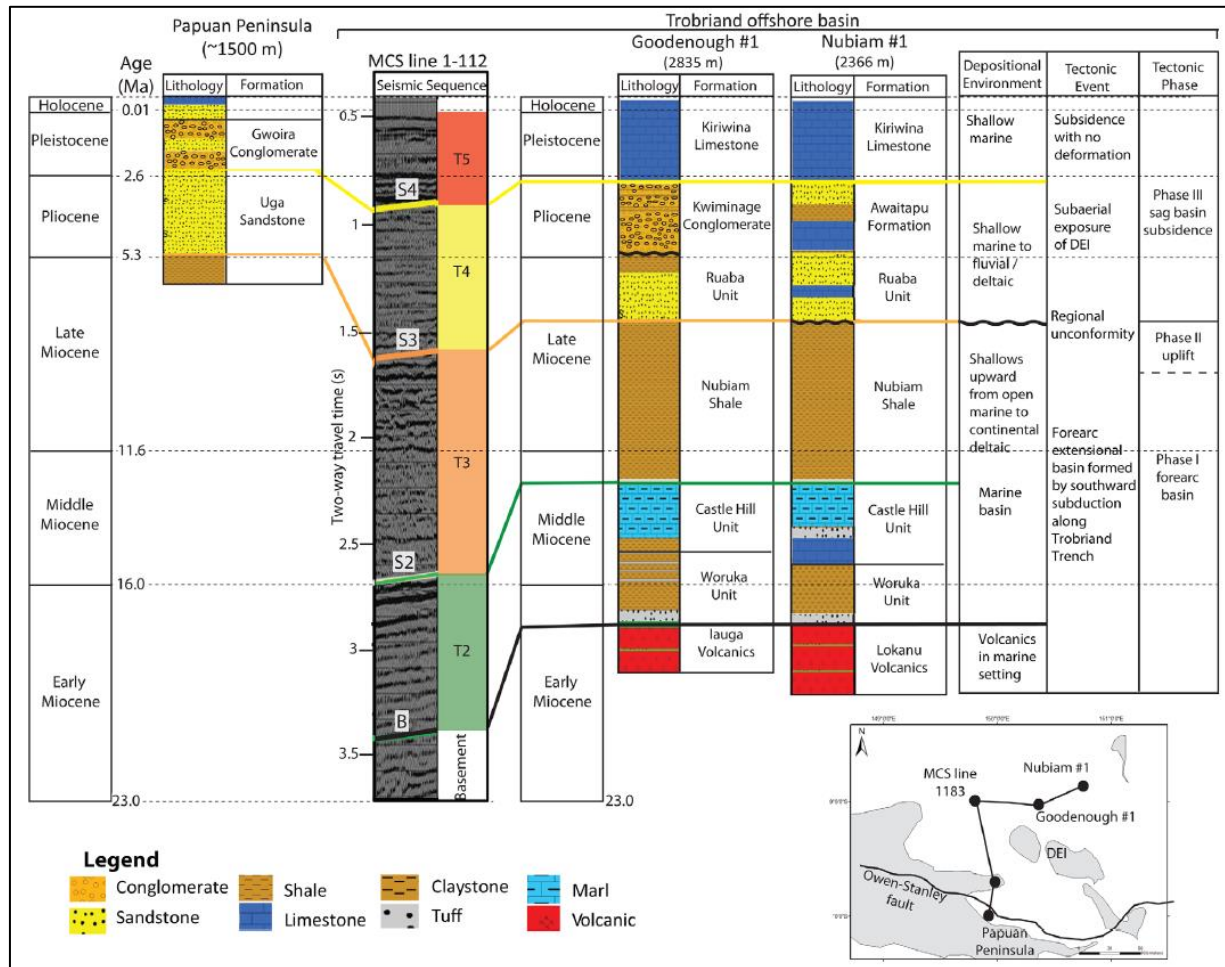 Trobriand offshore basin
Papuan Peninsula
(~1500 m)
Age
(Ma)
Lithology
Formation
Holocene
0.01
Pleistocene
2.6
Pliocene
5.3
Late
Miocene
11.6
Middle
Miocene
16.0
Early
Miocene
23.0
Gwoira
Conglomerate
Uga
Sandstone
MCS line 1-112
Seismic Sequence
Two-way travel time (s)
0.5
1
1.5
2
2.5
3
3.5
S4
S3
S2
B
T5
T4
T3
T2
Basement
Holocene
Pleistocene
Pliocene
Late
Miocene
Middle
Miocene
Early
Miocene
23.0
Goodenough #1
(2835 m)
Lithology
Formation
Kiriwina
Limestone
Kwiminage
Conglomerate
Ruaba
Unit
Nubiam
Shale
Castle Hill
Unit
Woruka
Unit
Iauga
Volcanics
Nubiam #1
(2366 m)
Lithology
Formation
Kiriwina
Limestone
Awaitapu
Formation
Ruaba
Unit
Nubiam
Shale
Castle Hill
Unit
Woruka
Unit
Lokanu
Volcanics
Depositional
Environment
Shallow
marine
Shallow
marine to
fluvial /
deltaic
Shallows
upward
from open
marine to
continental
deltaic
Marine
basin
Volcanics
in marine
setting
Tectonic
Event
Subsidence
with no
deformation
Subaerial
exposure
of DEI
Regional
unconformity
Forearc
extensional
basin formed
by southward
subduction
along
Trobriand
Trench
Tectonic
Phase
Phase III
sag basin
subsidence
Phase II
uplift
Phase I
forearc
basin
Legend
Conglomerate
Shale
Claystone
Marl
Sandstone
Limestone
Tuff
Volcanic
N
MCS line
1183
Nubiam #1
Goodenough #1
DEI
Owen-Stanley
fault
Papuan
Peninsula